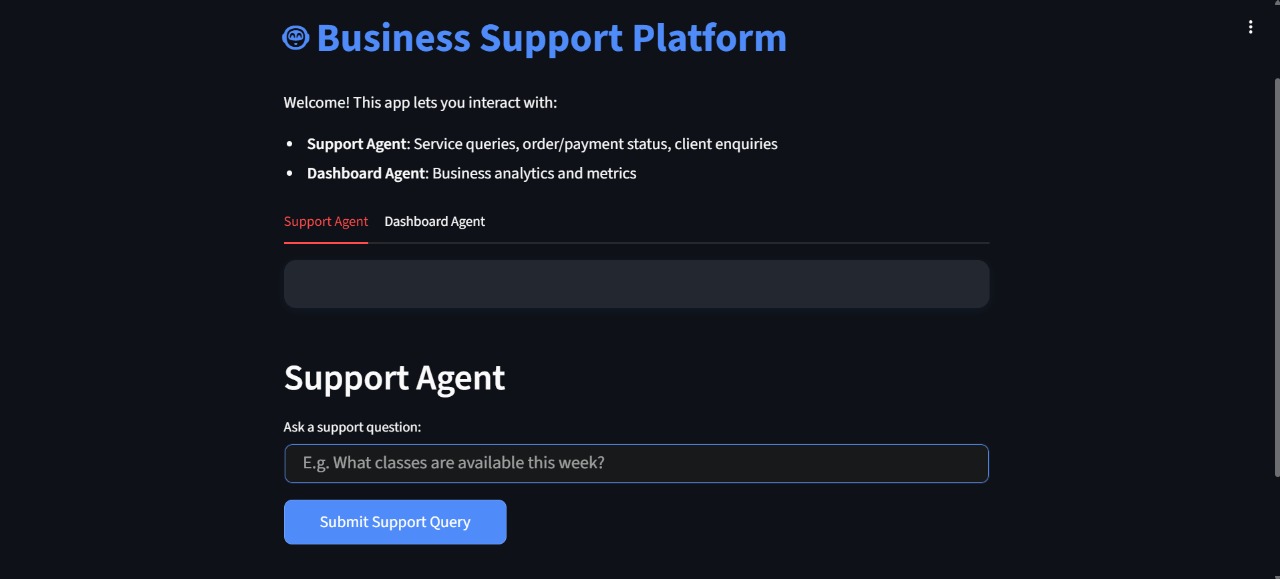 Business Support Platform
Welcome! This app lets you interact with:
• Support Agent: Service queries, order/payment status, client enquiries
• Dashboard Agent: Business analytics and metrics
Support Agent Dashboard Agent
Support Agent
Ask a support question:
E.g. What classes are available this week?
Submit Support Query